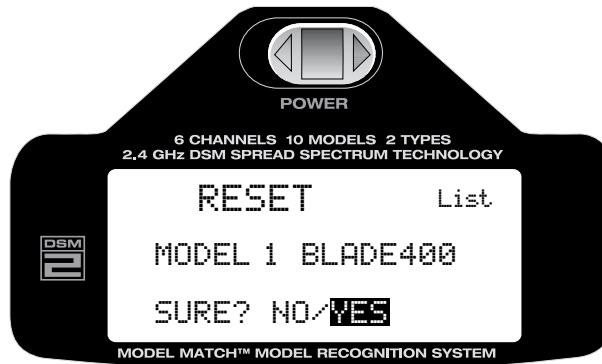 POWER
6 CHANNELS 10 MODELS 2 TYPES
2.4 GHz DSM SPREAD SPECTRUM TECHNOLOGY
RESET List
DSM
2
MODEL 1 BLADE400
SURE? NO/YES
MODEL MATCH™ MODEL RECOGNITION SYSTEM